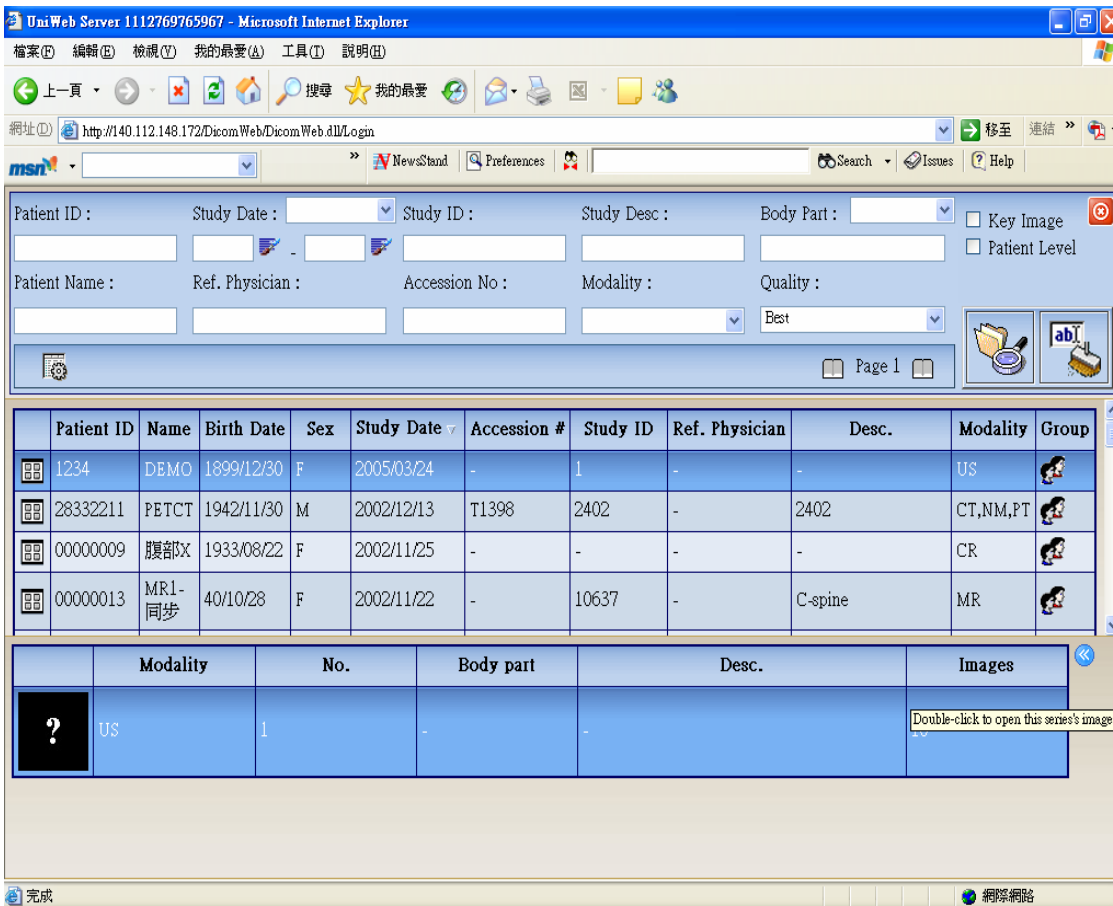 UniWeb Server 1112769765967 - Microsoft Internet Explorer
檔案(F) 編輯(E) 檢視(V) 我的最愛(A) 工具(T) 說明(H)
上一頁 搜尋 我的最愛
網址(D) http://140.112.148.172/DicomWeb/DicomWeb.dll/Login 移至 連結 »
msn » NewsStand Preferences Search Issues ? Help
Patient ID : Study Date : Study ID : Study Desc : Body Part : Key Image
- Patient Level
Patient Name : Ref. Physician : Accession No : Modality : Quality :
Best
abI
Page 1
Patient ID Name Birth Date Sex Study Date Accession # Study ID Ref. Physician Desc. Modality Group
1234 DEMO 1899/12/30 F 2005/03/24 - 1 - - US
28332211 PETCT 1942/11/30 M 2002/12/13 T1398 2402 - 2402 CT,NM,PT
00000009 腹部X 1933/08/22 F 2002/11/25 - - - - CR
00000013 MR1-同步 40/10/28 F 2002/11/22 - 10637 - C-spine MR
Modality No. Body part Desc. Images
? US 1 - -
Double-click to open this series's image
完成 網際網路